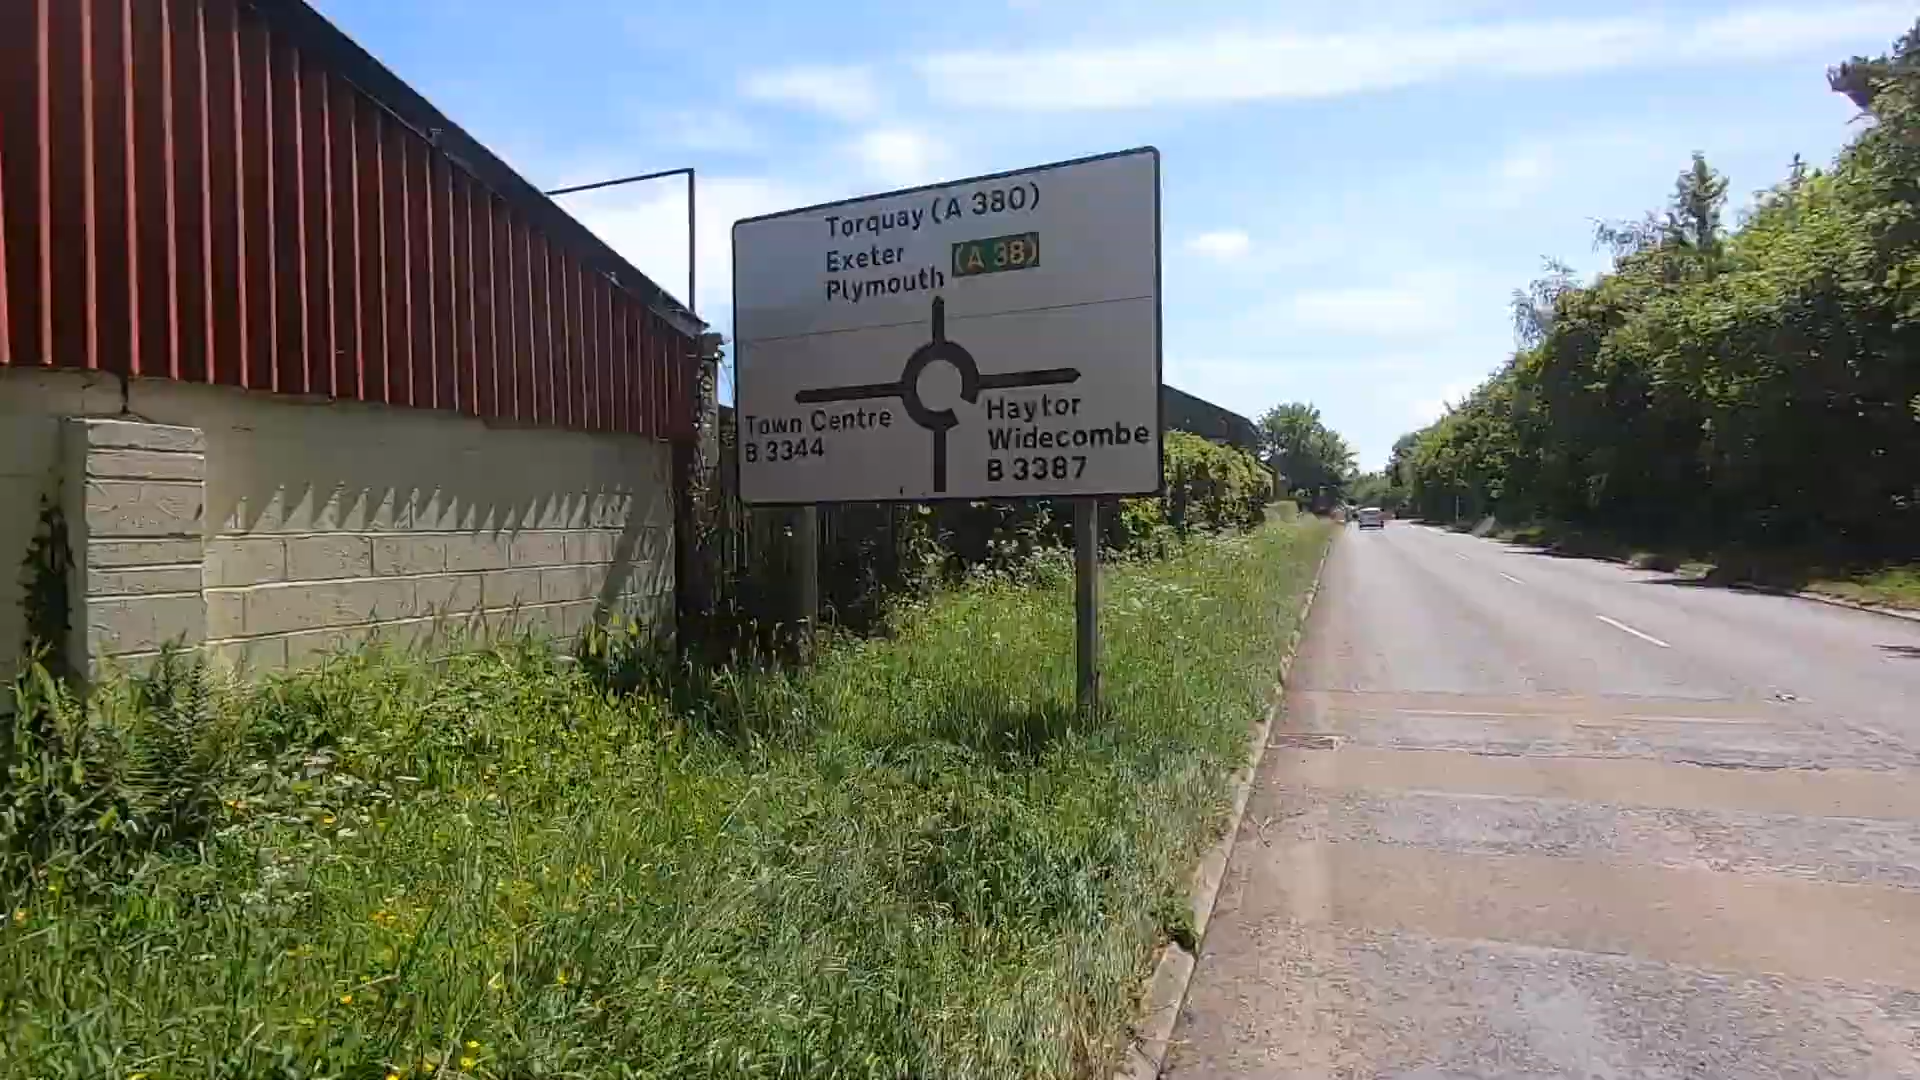 Torquay (A 380)
Exeter
Plymouth
(A 38)
Town Centre
B 3344
Haytor
Widecombe
B 3387